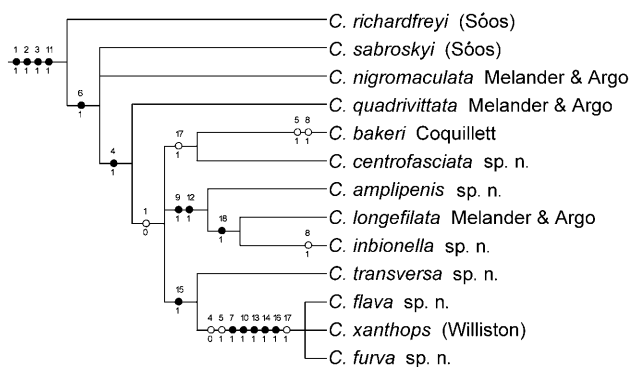 C. richardfreyi (Sóos)
1 2 3 11
1 1 1 1
C. sabroskyi (Sóos)
C. nigromaculata Melander & Argo
6
1
C. quadrivittata Melander & Argo
5 8
C. bakeri Coquillett
1 1
17
1
4
1
C. centrofasciata sp. n.
C. amplipenis sp. n.
9 12
1 1
1
0
C. longefilata Melander & Argo
18
1
8
C. inbionella sp. n.
1
C. transversa sp. n.
15
1
C. flava sp. n.
4 5 7 10 13 14 16 17
C. xanthops (Williston)
0 1 1 1 1 1 1 1
C. furva sp. n.